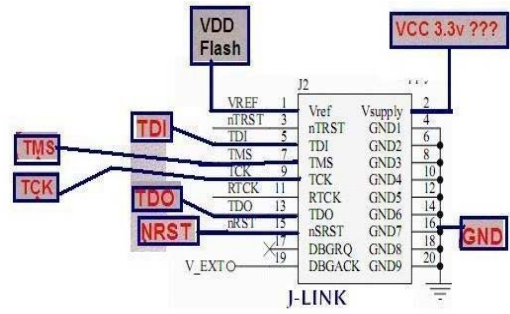 VDD
Flash
VCC 3.3v ???
J2
VREF 1 Vref Vsupply 2
nTRST 3 nTRST GND1 4
TDI
TDI 5 TDI GND2 6
TMS
TMS 7 TMS GND3 8
TCK
TCK 9 TCK GND4 10
RTCK 11 RTCK GND5 12
TDO
TDO 13 TDO GND6 14
NRST
nRST 15 nSRST GND7 16
GND
17 DBGRQ GND8 18
V_EXT 19 DBGACK GND9 20
J-LINK